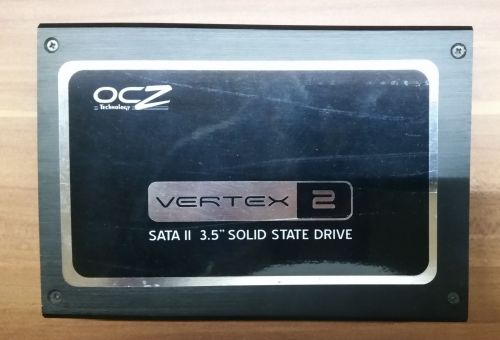 OCZ
Technology
VERTEX 2
SATA II 3.5" SOLID STATE DRIVE